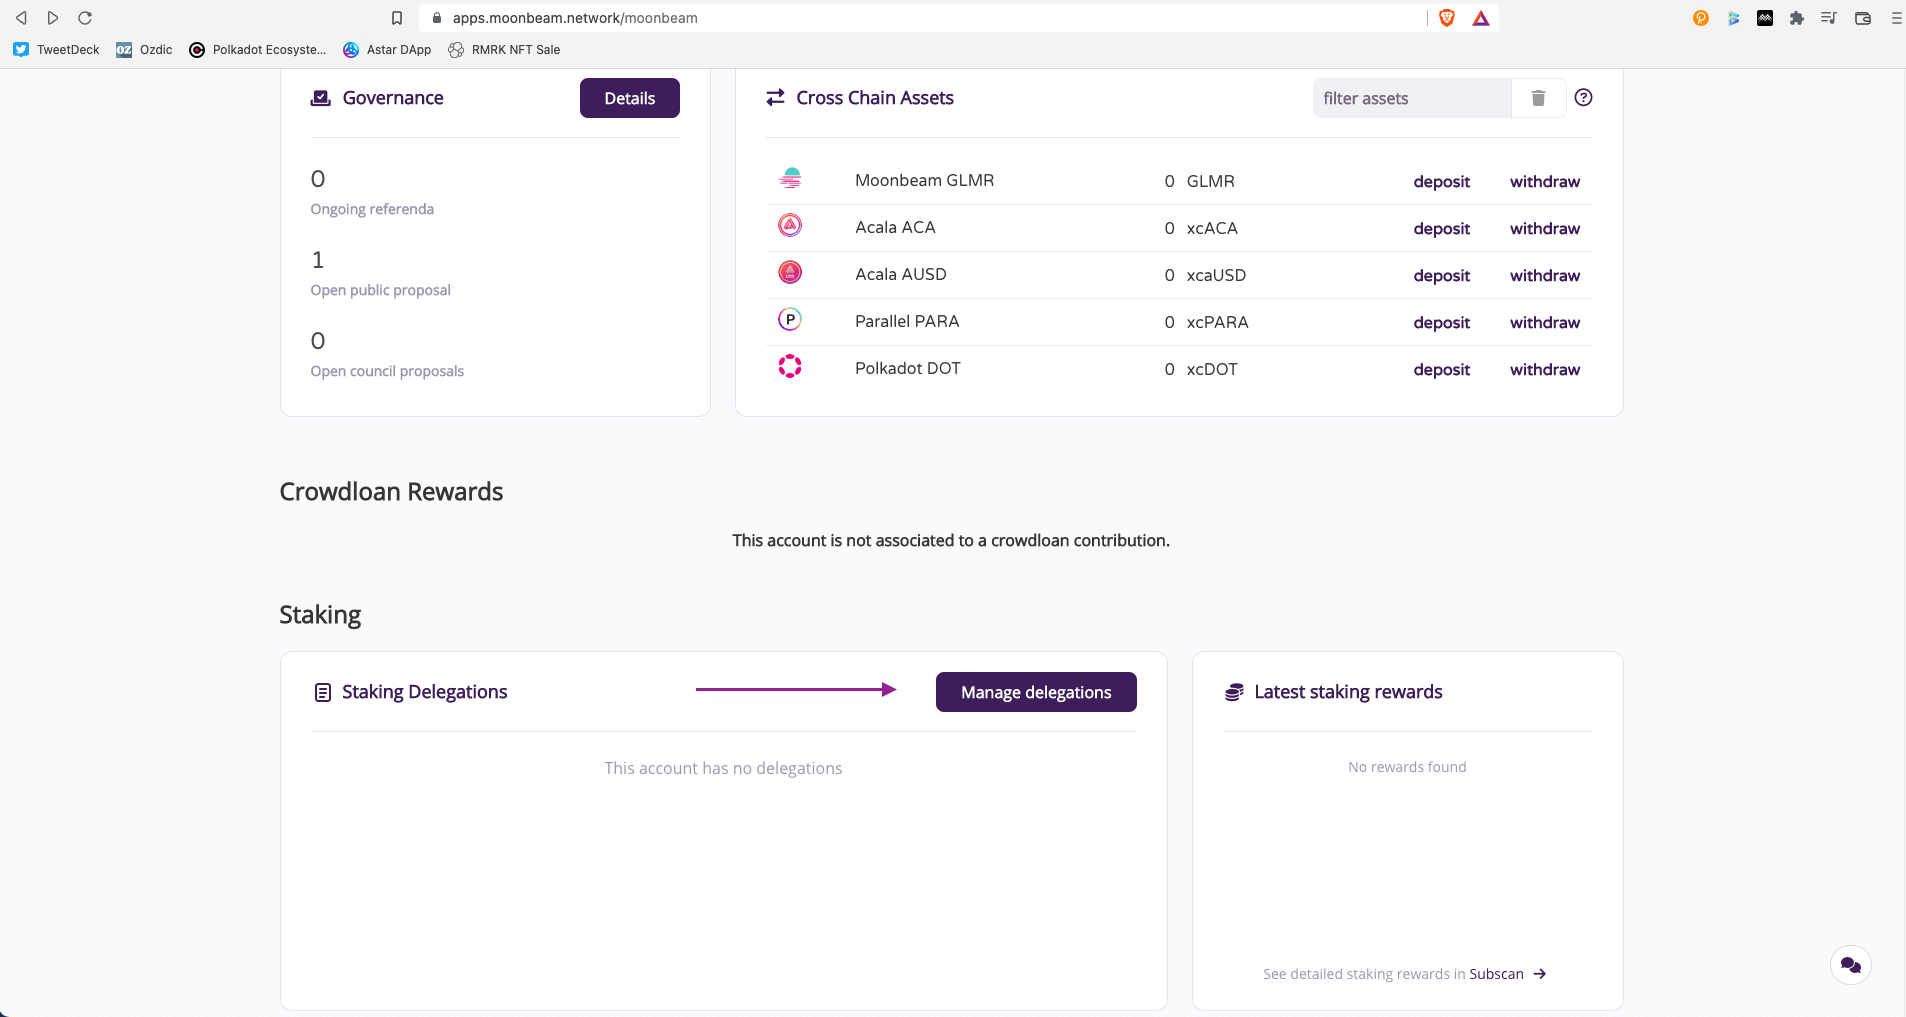 apps.moonbeam.network/moonbeam
TweetDeck
OZ
Ozdic
Polkadot Ecosyste...
Astar DApp
RMRK NFT Sale
Governance
Details
0
Ongoing referenda
1
Open public proposal
0
Open council proposals
Cross Chain Assets
filter assets
Moonbeam GLMR 0 GLMR deposit withdraw
Acala ACA 0 xcACA deposit withdraw
Acala AUSD 0 xcaUSD deposit withdraw
P Parallel PARA 0 xcPARA deposit withdraw
Polkadot DOT 0 xcDOT deposit withdraw
Crowdloan Rewards
This account is not associated to a crowdloan contribution.
Staking
Staking Delegations
Manage delegations
This account has no delegations
Latest staking rewards
No rewards found
See detailed staking rewards in Subscan